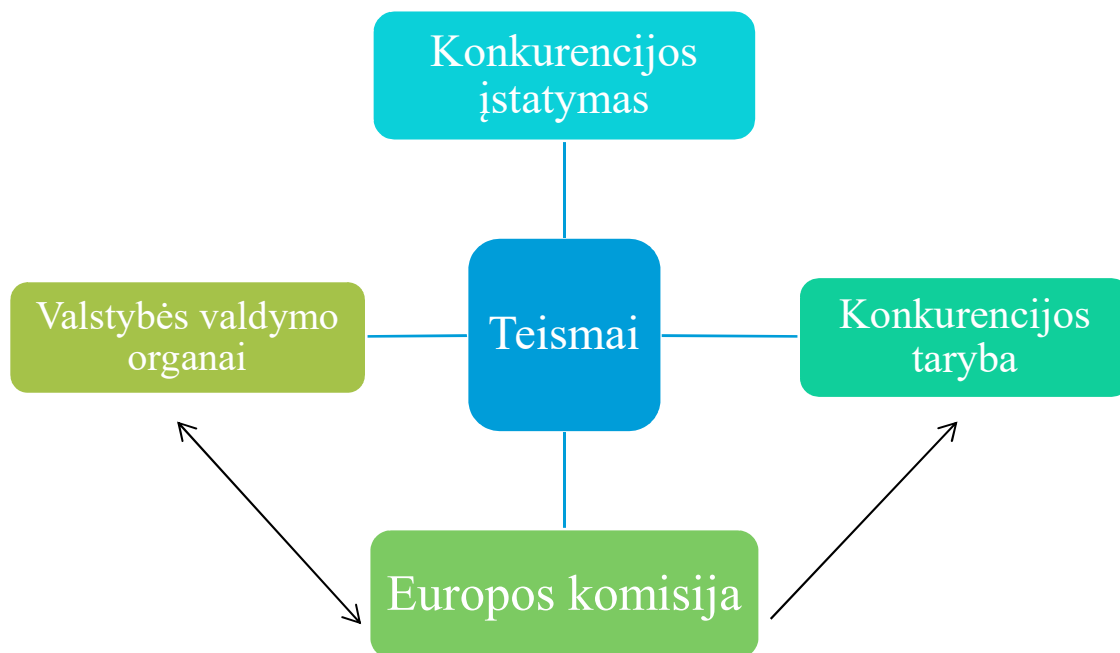 Konkurencijos
įstatymas
Valstybės valdymo
organai
Teismai
Konkurencijos
taryba
Europos komisija